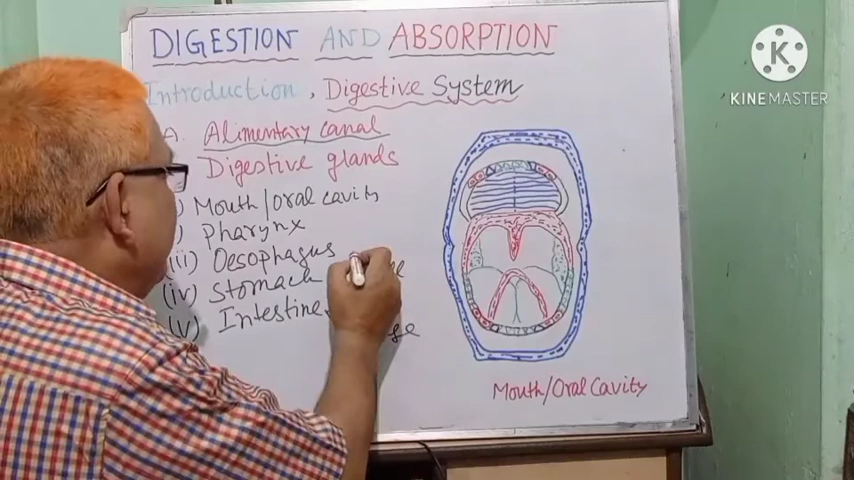 DIGESTION AND ABSORPTION
Introduction, Digestive System
A. Alimentary canal
Digestive glands
Mouth/Oral cavity
Pharynx
(iii) Oesophagus
(iv) Stomach
(v) Intestine
Mouth/Oral Cavity
KINEMASTER